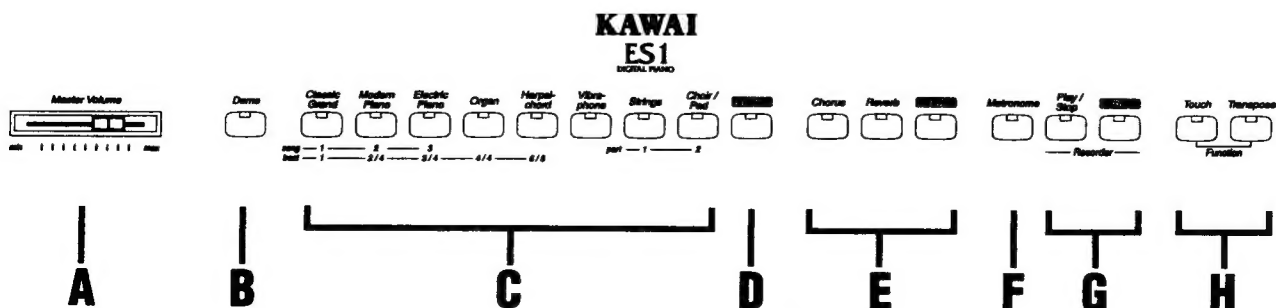 KAWAI
ES1
DIGITAL PIANO
Master Volume
min max
Demo
Classic Grand
Modern Piano
Electric Piano
Organ
Harpsi-chord
Vibra-phone
Strings
Choir / Pad
Chorus
Reverb
Metronome
Play / Stop
Touch
Transpose
song 1 2 3
beat 1 2/4 3/4 4/4 6/8
part 1 2
Recorder
Function
A B C D E F G H